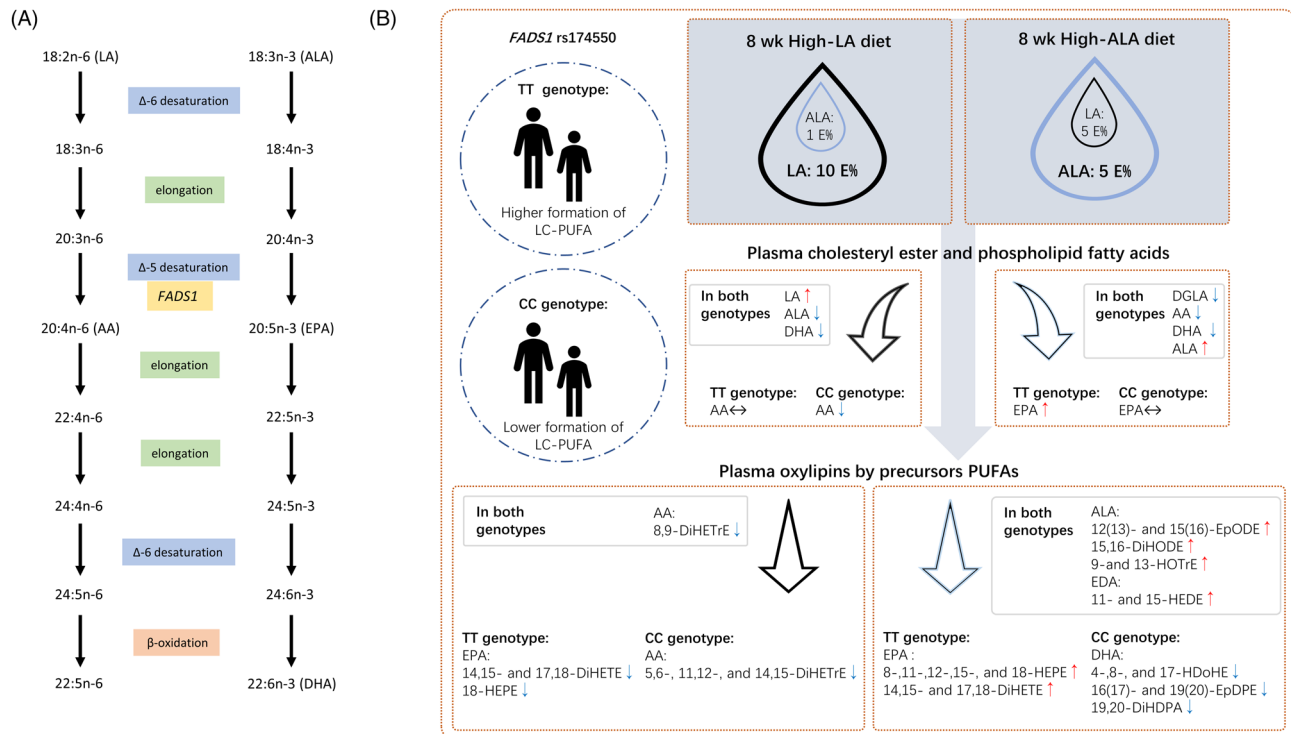 (A)
18:2n-6 (LA)
18:3n-3 (ALA)
Δ-6 desaturation
18:3n-6
18:4n-3
elongation
20:3n-6
20:4n-3
Δ-5 desaturation
FADS1
20:4n-6 (AA)
20:5n-3 (EPA)
elongation
22:4n-6
22:5n-3
elongation
24:4n-6
24:5n-3
Δ-6 desaturation
24:5n-6
24:6n-3
β-oxidation
22:5n-6
22:6n-3 (DHA)
(B)
FADS1 rs174550
TT genotype:
Higher formation of
LC-PUFA
CC genotype:
Lower formation of
LC-PUFA
8 wk High-LA diet
ALA:
1 E%
LA: 10 E%
8 wk High-ALA diet
LA:
5 E%
ALA: 5 E%
Plasma cholesteryl ester and phospholipid fatty acids
In both
genotypes
LA ↑
ALA ↓
DHA ↓
TT genotype:
AA↔
CC genotype:
AA ↓
In both
genotypes
DGLA ↓
AA ↓
DHA ↓
ALA ↑
TT genotype:
EPA ↑
CC genotype:
EPA↔
Plasma oxylipins by precursors PUFAs
In both
genotypes
AA:
8,9-DiHETrE ↓
TT genotype:
EPA:
14,15- and 17,18-DiHETE ↓
18-HEPE ↓
CC genotype:
AA:
5,6-, 11,12-, and 14,15-DiHETrE ↓
In both
genotypes
ALA:
12(13)- and 15(16)-EpODE ↑
15,16-DiHODE ↑
9-and 13-HOTrE ↑
EDA:
11- and 15-HEDE ↑
TT genotype:
EPA :
8-,11-,12-,15-, and 18-HEPE ↑
14,15- and 17,18-DiHETE ↑
CC genotype:
DHA:
4-,8-, and 17-HDoHE ↓
16(17)- and 19(20)-EpDPE ↓
19,20-DiHDPA ↓